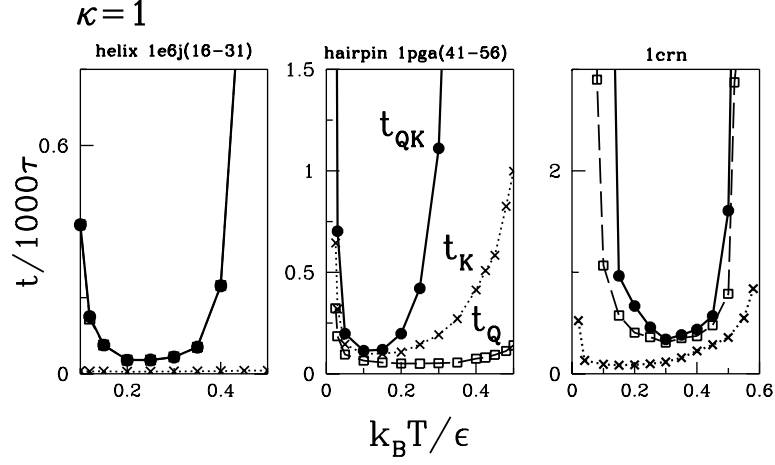 κ=1
helix 1e6j(16−31)
hairpin 1pga(41−56)
1crn
t/1000τ
0.6
0
0.2
0.4
1.5
1
0.5
0
t_QK
t_K
t_Q
0
0.2
0.4
2
0
0
0.2
0.4
0.6
k_BT/ϵ